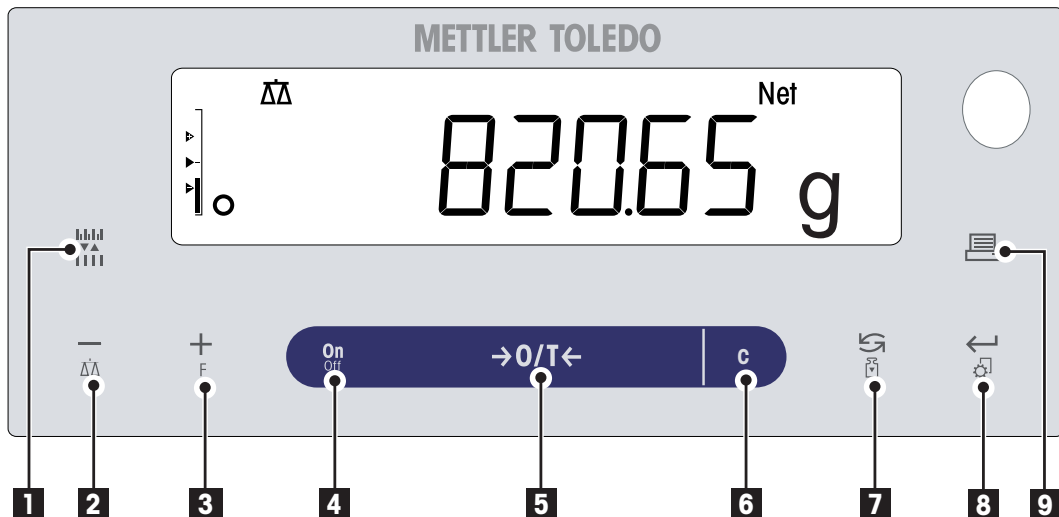 METTLER TOLEDO
Net
820.65 g
F
On
Off
→0/T←
C
1 2 3 4 5 6 7 8 9